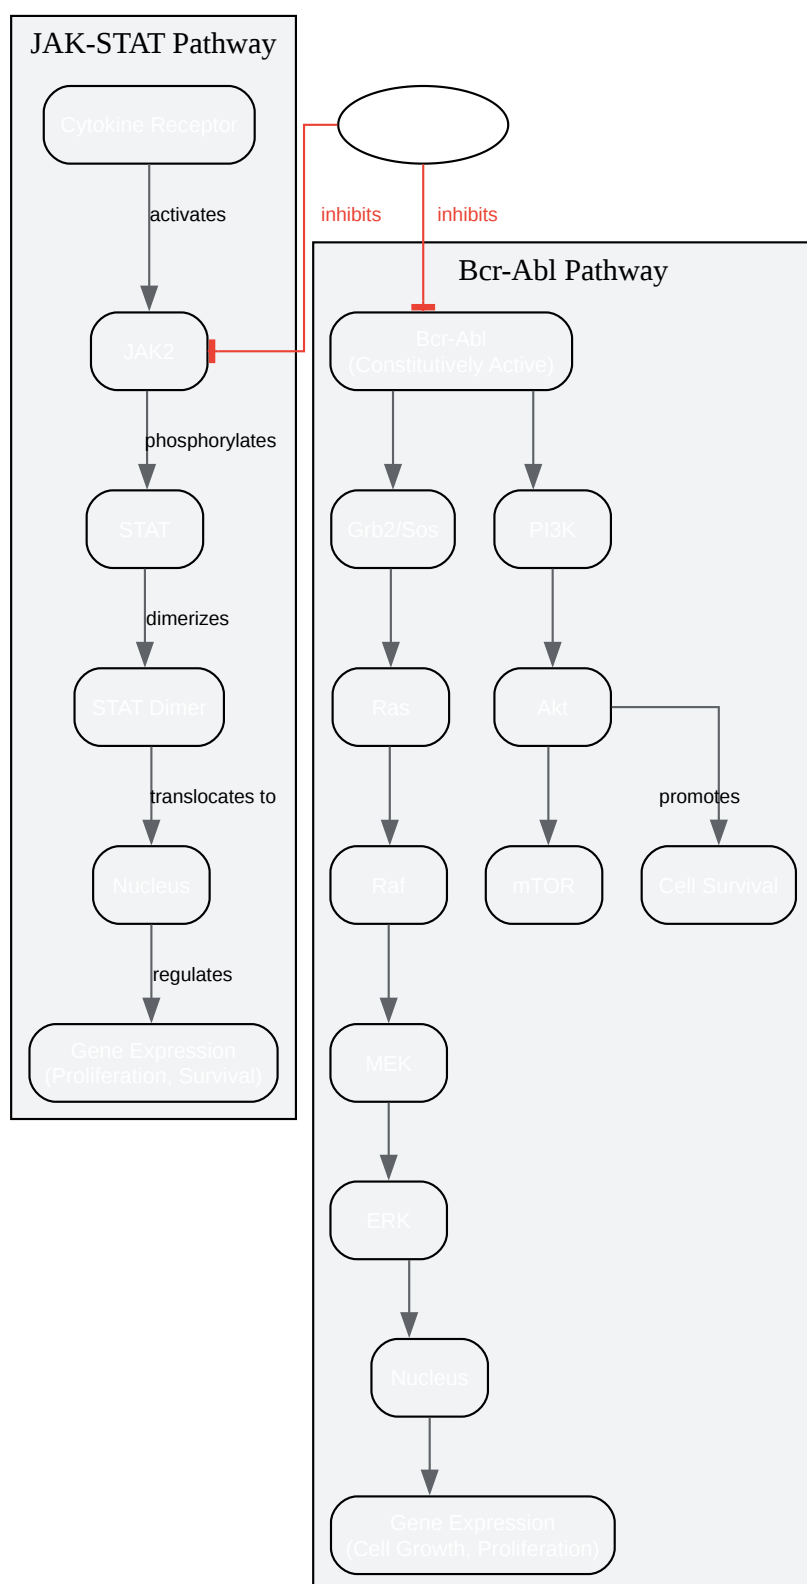 JAK-STAT Pathway
Cytokine Receptor
activates
inhibits
inhibits
Bcr-Abl Pathway
JAK2
Bcr-Abl
(Constitutively Active)
phosphorylates
STAT
Grb2/Sos
PI3K
dimerizes
STAT Dimer
Ras
Akt
translocates to
promotes
Nucleus
Raf
mTOR
Cell Survival
regulates
Gene Expression
(Proliferation, Survival)
MEK
ERK
Nucleus
Gene Expression
(Cell Growth, Proliferation)